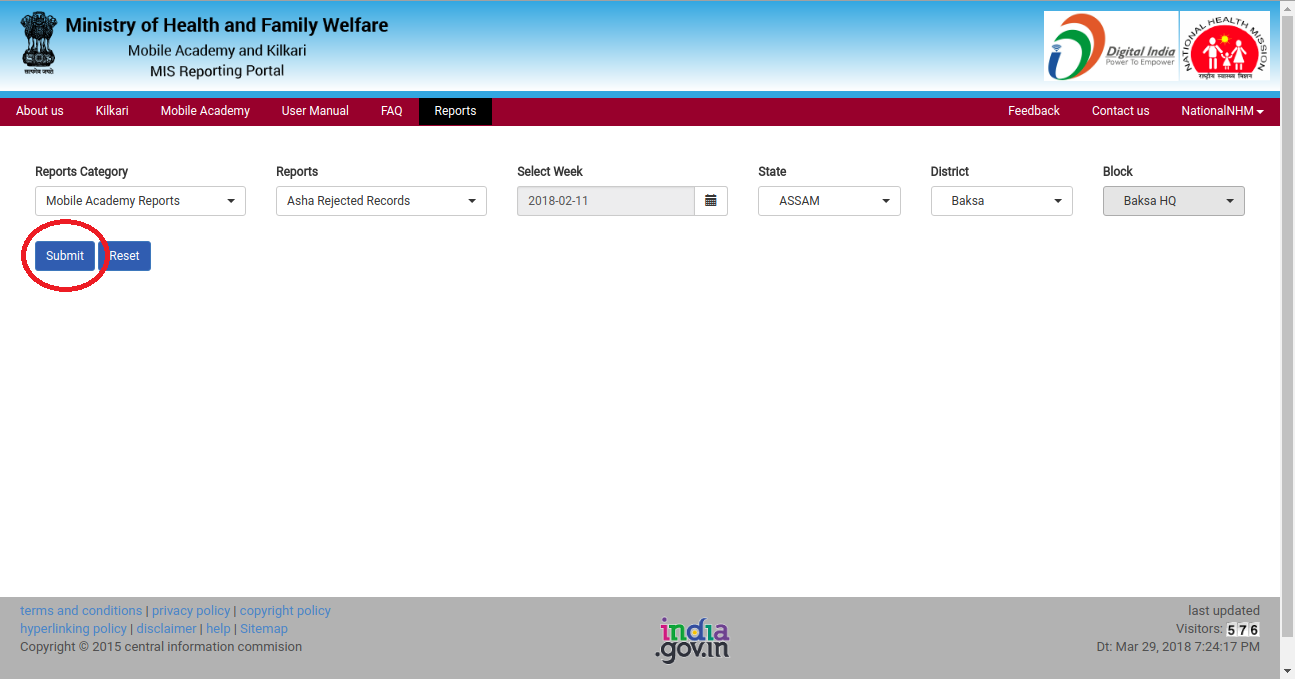 Ministry of Health and Family Welfare
Mobile Academy and Kilkari
MIS Reporting Portal
सत्यमेव जयते
Digital India
Power To Empower
NATIONAL HEALTH MISSION
राष्ट्रीय स्वास्थ्य मिशन
About us Kilkari Mobile Academy User Manual FAQ Reports Feedback Contact us NationalNHM
Reports Category Reports Select Week State District Block
Mobile Academy Reports Asha Rejected Records 2018-02-11 ASSAM Baksa Baksa HQ
Submit Reset
terms and conditions | privacy policy | copyright policy
hyperlinking policy | disclaimer | help | Sitemap
Copyright © 2015 central information commision
india
.gov.in
last updated
Visitors: 576
Dt: Mar 29, 2018 7:24:17 PM